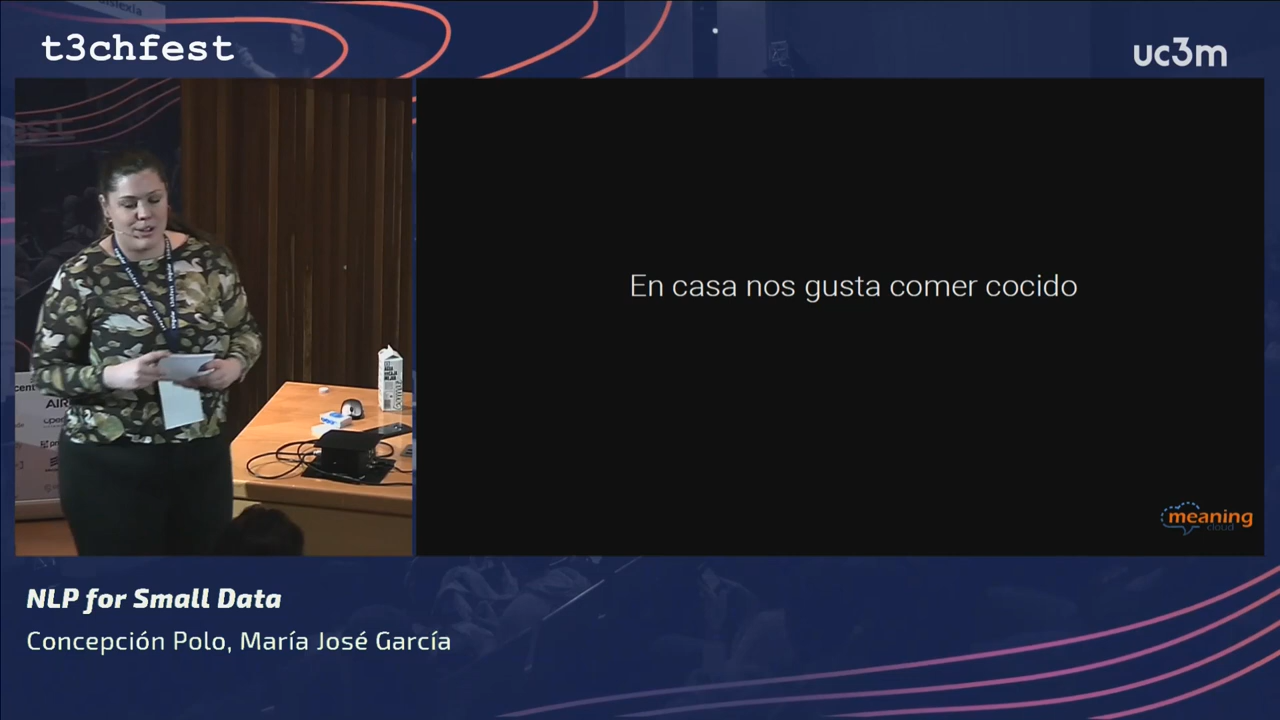 t3chfest
uc3m
En casa nos gusta comer cocido
meaning
cloud
NLP for Small Data
Concepción Polo, María José García